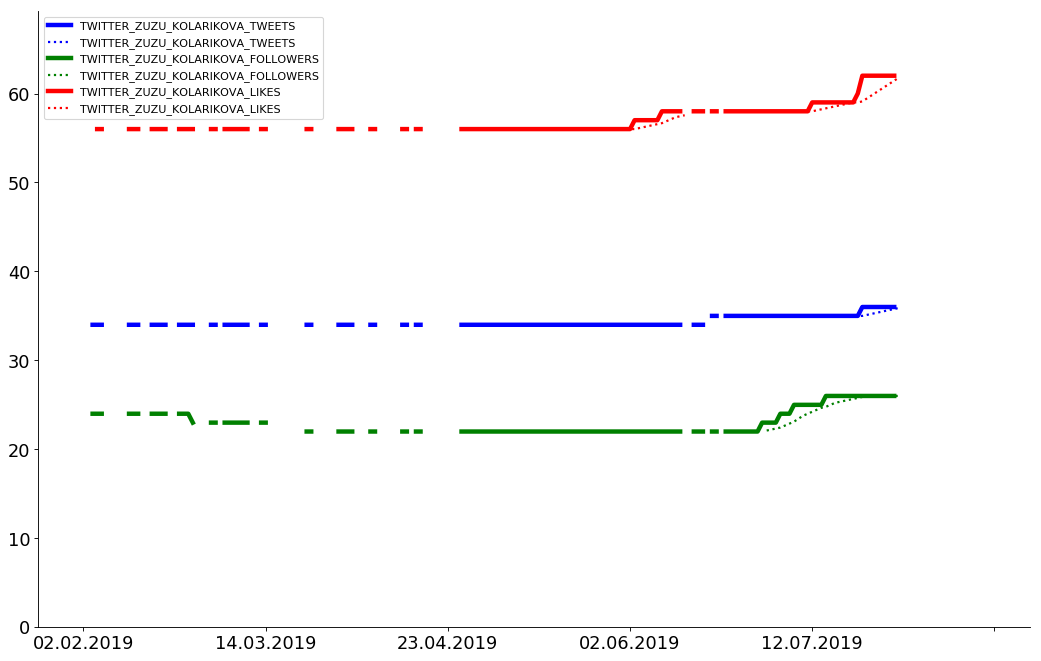 TWITTER_ZUZU_KOLARIKOVA_TWEETS
TWITTER_ZUZU_KOLARIKOVA_TWEETS
TWITTER_ZUZU_KOLARIKOVA_FOLLOWERS
TWITTER_ZUZU_KOLARIKOVA_FOLLOWERS
TWITTER_ZUZU_KOLARIKOVA_LIKES
TWITTER_ZUZU_KOLARIKOVA_LIKES
60
50
40
30
20
10
0
02.02.2019 14.03.2019 23.04.2019 02.06.2019 12.07.2019